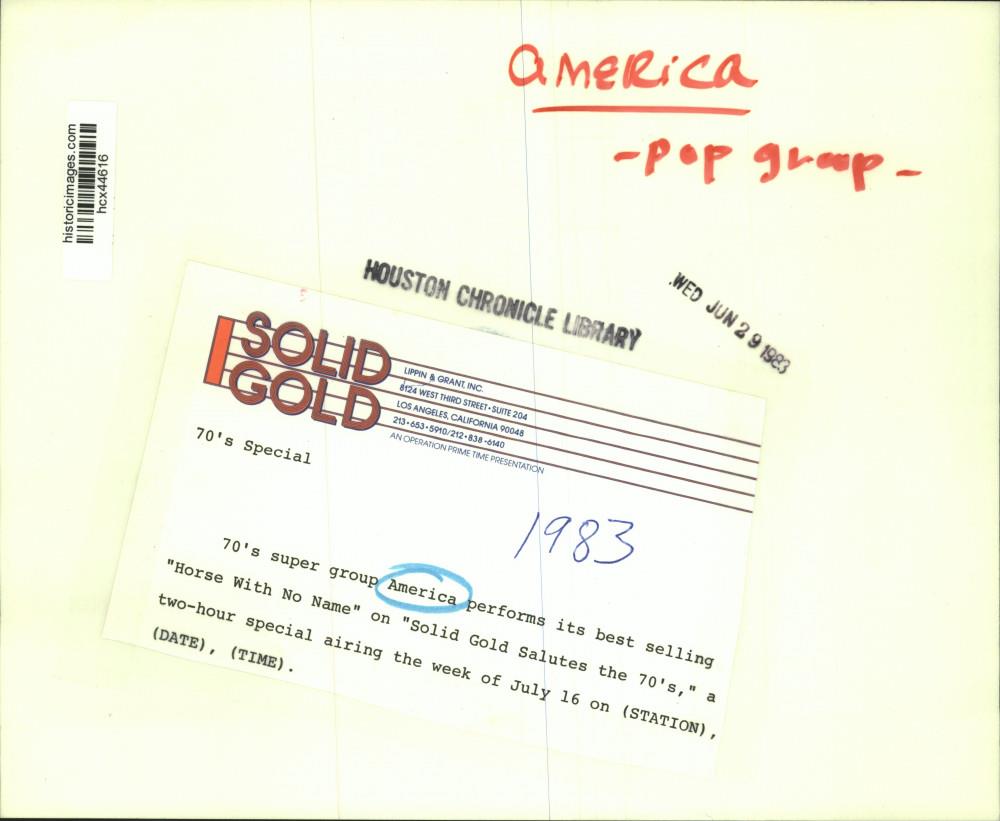 america
-pop group-
historicimages.com
hcx44616
HOUSTON CHRONICLE LIBRARY
WED JUN 29 1983
SOLID
GOLD
LIPPIN & GRANT, INC.
8124 WEST THIRD STREET • SUITE 204
LOS ANGELES, CALIFORNIA 90048
213 • 653 • 5910/212 • 838 • 6140
AN OPERATION PRIME TIME PRESENTATION
70's Special
1983
70's super group America performs its best selling
"Horse With No Name" on "Solid Gold Salutes the 70's," a
two-hour special airing the week of July 16 on (STATION),
(DATE), (TIME).